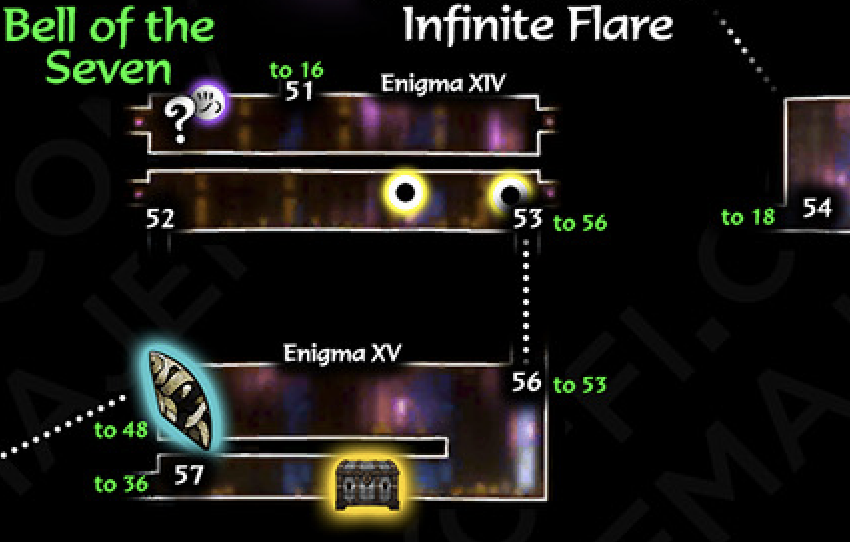 Bell of the
Seven
Infinite Flare
to 16
51
Enigma XIV
?
52
53
to 56
to 18
54
Enigma XV
56
to 53
to 48
57
to 36